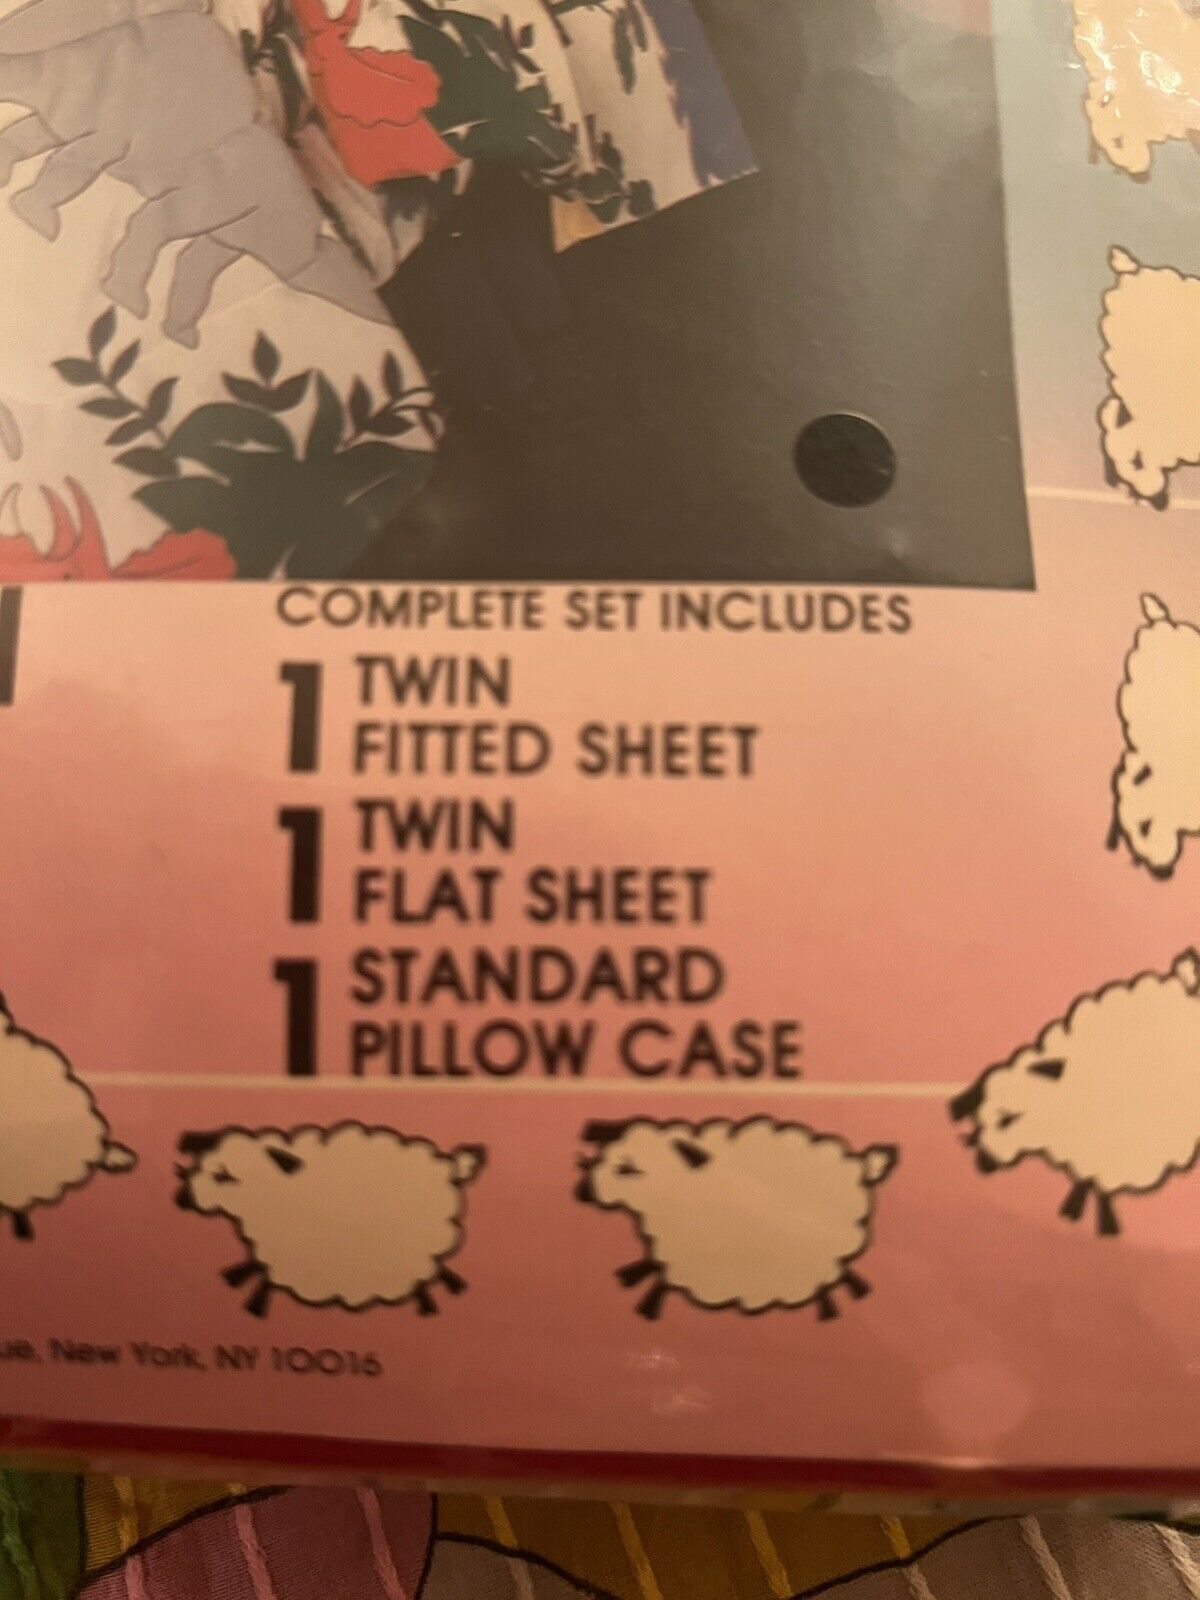 COMPLETE SET INCLUDES
1 TWIN
FITTED SHEET
1 TWIN
FLAT SHEET
1 STANDARD
PILLOW CASE
New York, NY 10016